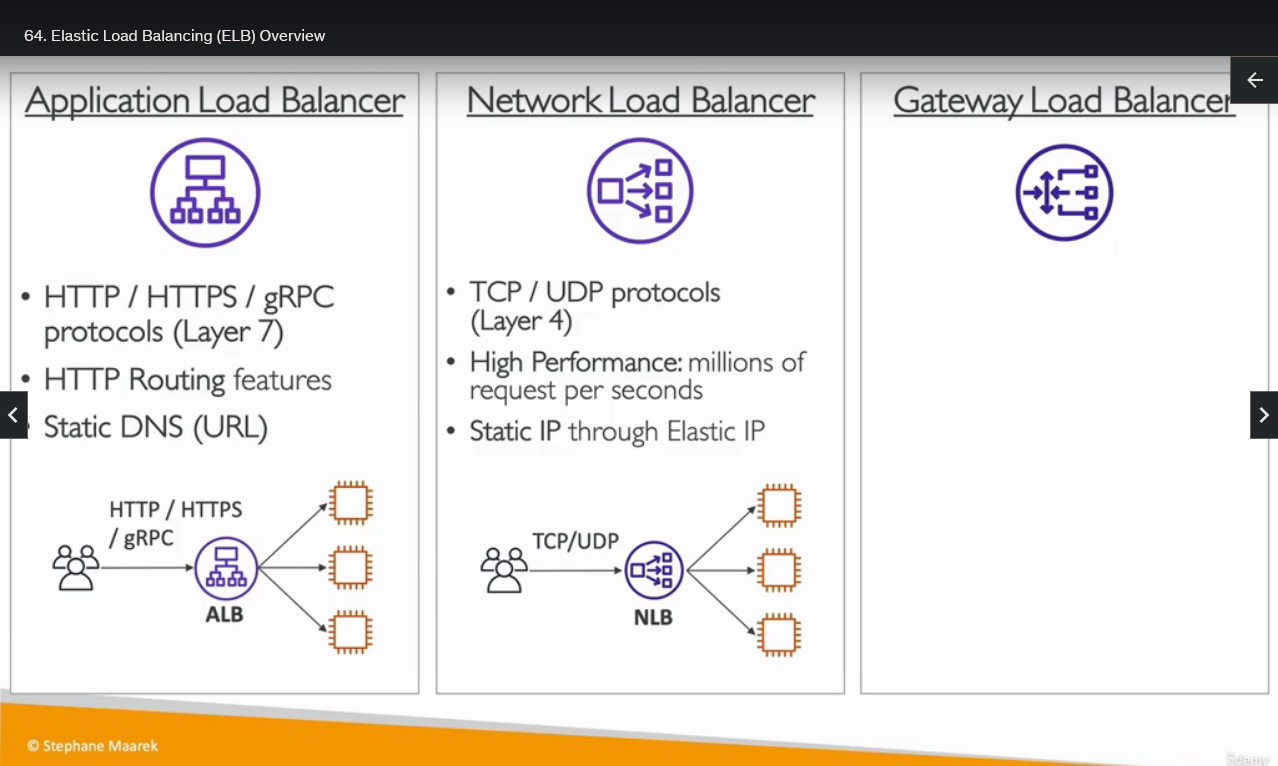 64. Elastic Load Balancing (ELB) Overview
Application Load Balancer
• HTTP / HTTPS / gRPC
protocols (Layer 7)
• HTTP Routing features
• Static DNS (URL)
HTTP / HTTPS
/ gRPC
ALB
Network Load Balancer
• TCP / UDP protocols
(Layer 4)
• High Performance: millions of
request per seconds
• Static IP through Elastic IP
TCP/UDP
NLB
Gateway Load Balancer
© Stephane Maarek
Udemy